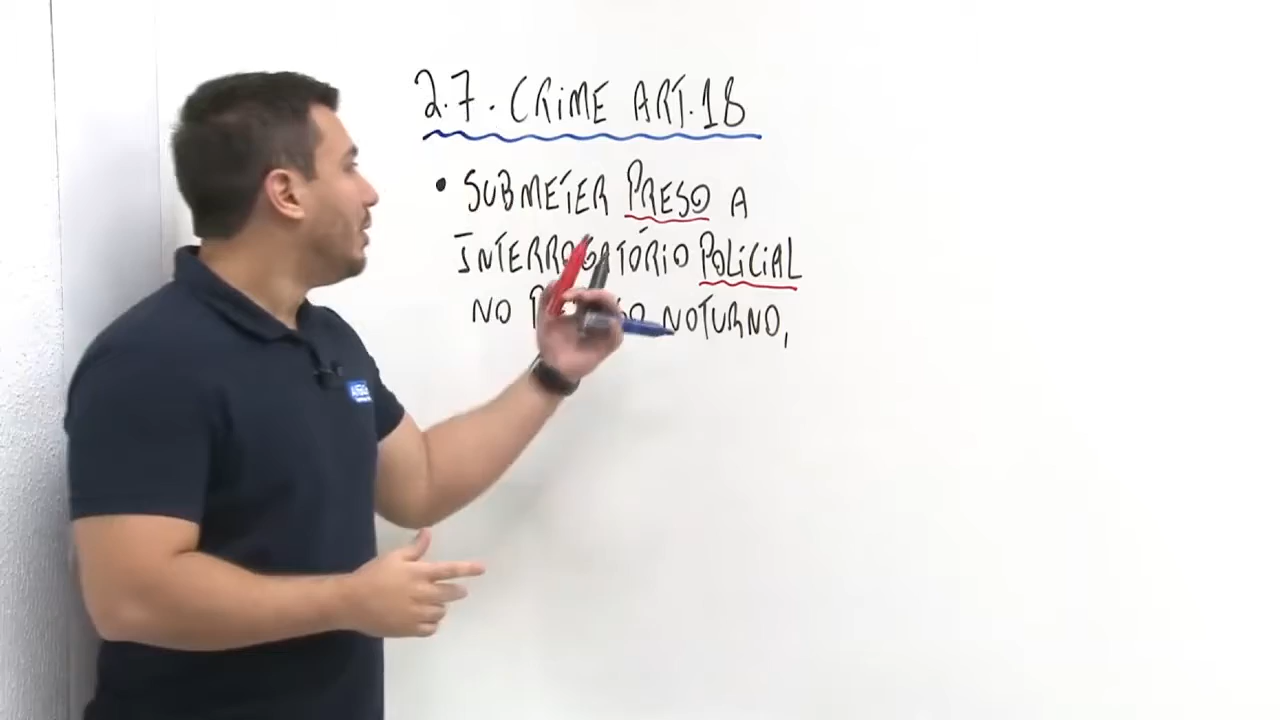 2.7. CRIME ART. 18
• SUBMETER PRESO A
INTERROGATÓRIO POLICIAL
NO NOTURNO,